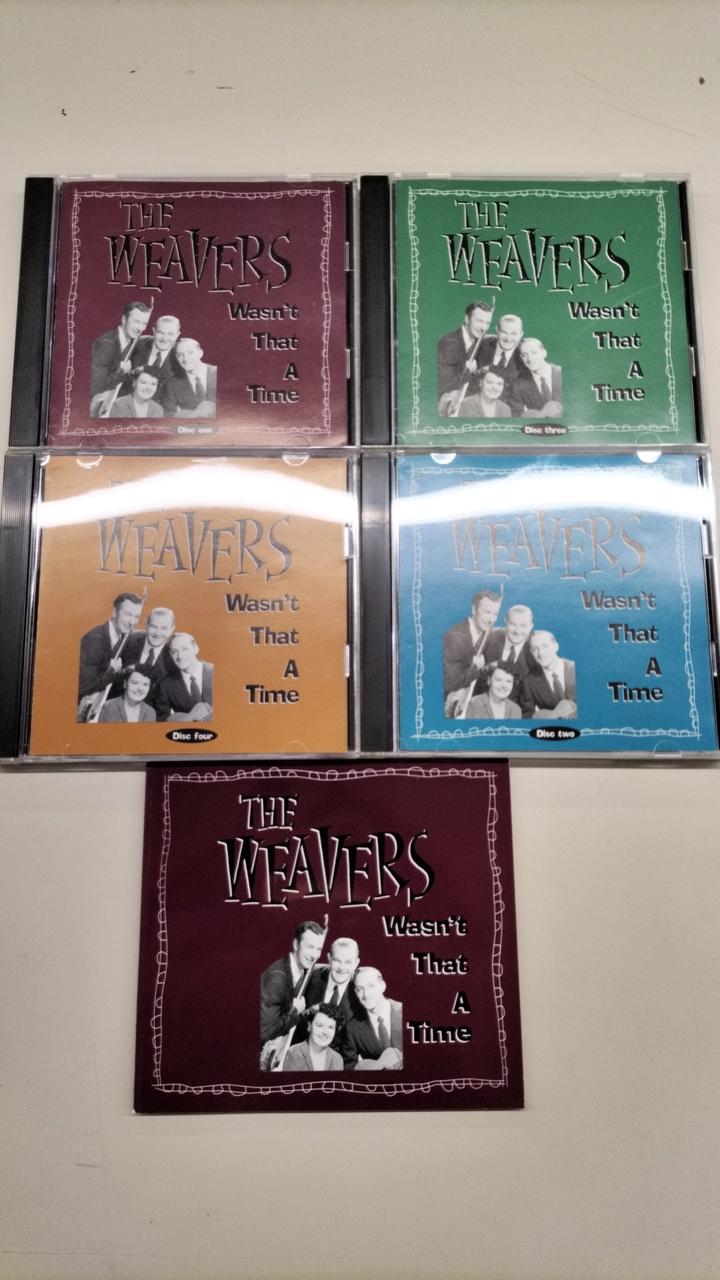 THE
WEAVERS
Wasn't
That
A
Time
Disc one
THE
WEAVERS
Wasn't
That
A
Time
Disc three
WEAVERS
Wasn't
That
A
Time
Disc four
WEAVERS
Wasn't
That
A
Time
Disc two
THE
WEAVERS
Wasn't
That
A
Time